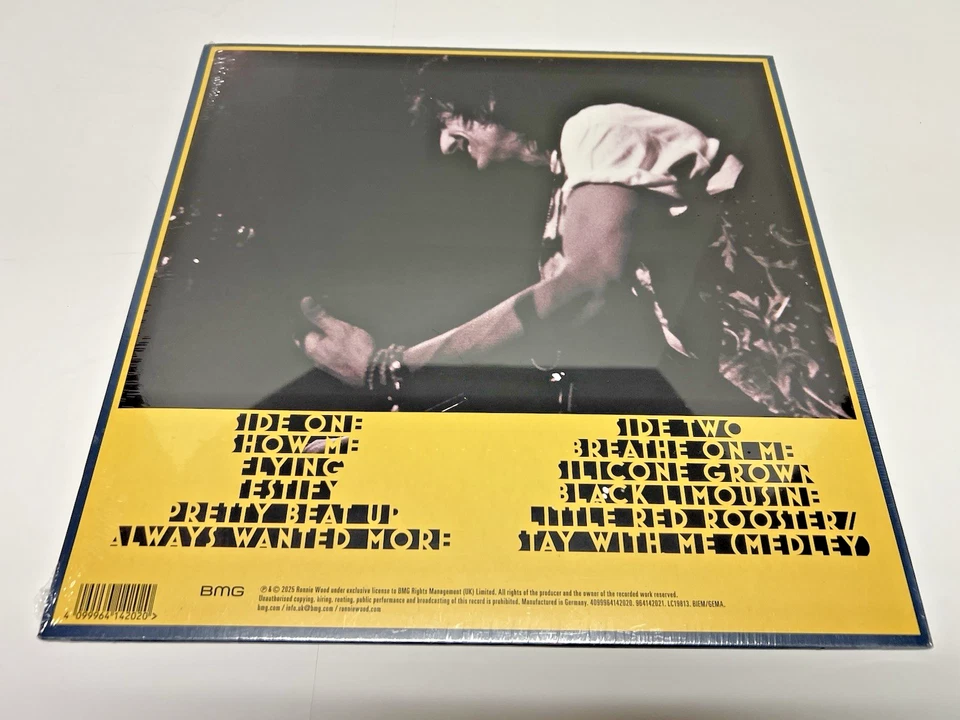 SIDE ONE
SHOW ME
FLYING
TESTIFY
PRETTY BEAT UP
ALWAYS WANTED MORE
SIDE TWO
BREATHE ON ME
SILICONE GROWN
BLACK LIMOUSINE
LITTLE RED ROOSTER/
STAY WITH ME (MEDLEY)
4 099964 142020 >
BMG
℗ & © 2025 Ronnie Wood under exclusive license to BMG Rights Management (UK) Limited. All rights of the producer and the owner of the recorded work reserved.
Unauthorised copying, hiring, renting, public performance and broadcasting of this record is prohibited. Manufactured in Germany. 4099964142020. 964142021. LC19813. BIEM/GEMA.
bmg.com / info.uk@bmg.com / ronniewood.com